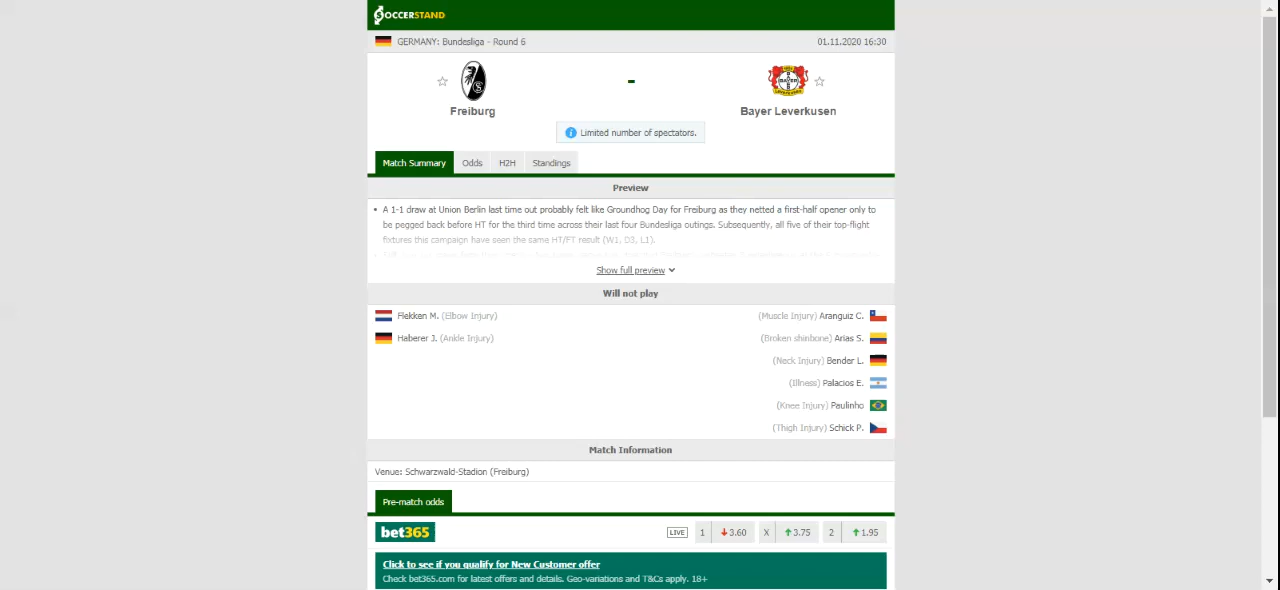 SOCCERSTAND
GERMANY: Bundesliga - Round 6 01.11.2020 16:30
-
Freiburg Bayer Leverkusen
Limited number of spectators.
Match Summary Odds H2H Standings
Preview
• A 1-1 draw at Union Berlin last time out probably felt like Groundhog Day for Freiburg as they netted a first-half opener only to
be pegged back before HT for the third time across their last four Bundesliga outings. Subsequently, all five of their top-flight
fixtures this campaign have seen the same HT/FT result (W1, D3, L1).
Show full preview
Will not play
Flekken M. (Elbow Injury) (Muscle Injury) Aranguiz C.
Haberer J. (Ankle Injury) (Broken shinbone) Arias S.
(Neck Injury) Bender L.
(Illness) Palacios E.
(Knee Injury) Paulinho
(Thigh Injury) Schick P.
Match Information
Venue: Schwarzwald-Stadion (Freiburg)
Pre-match odds
bet365 LIVE 1 3.60 X 3.75 2 1.95
Click to see if you qualify for New Customer offer
Check bet365.com for latest offers and details. Geo-variations and T&Cs apply. 18+